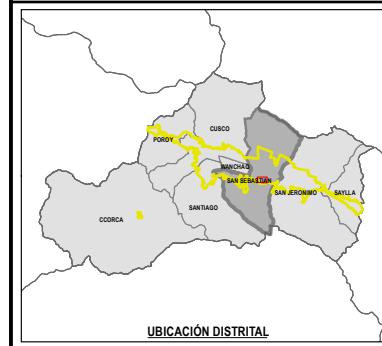 CUSCO
POROY
WANCHAQ
SAN SEBASTIAN
SAN JERONIMO
SAYLLA
SANTIAGO
CCORCA
UBICACIÓN DISTRITAL